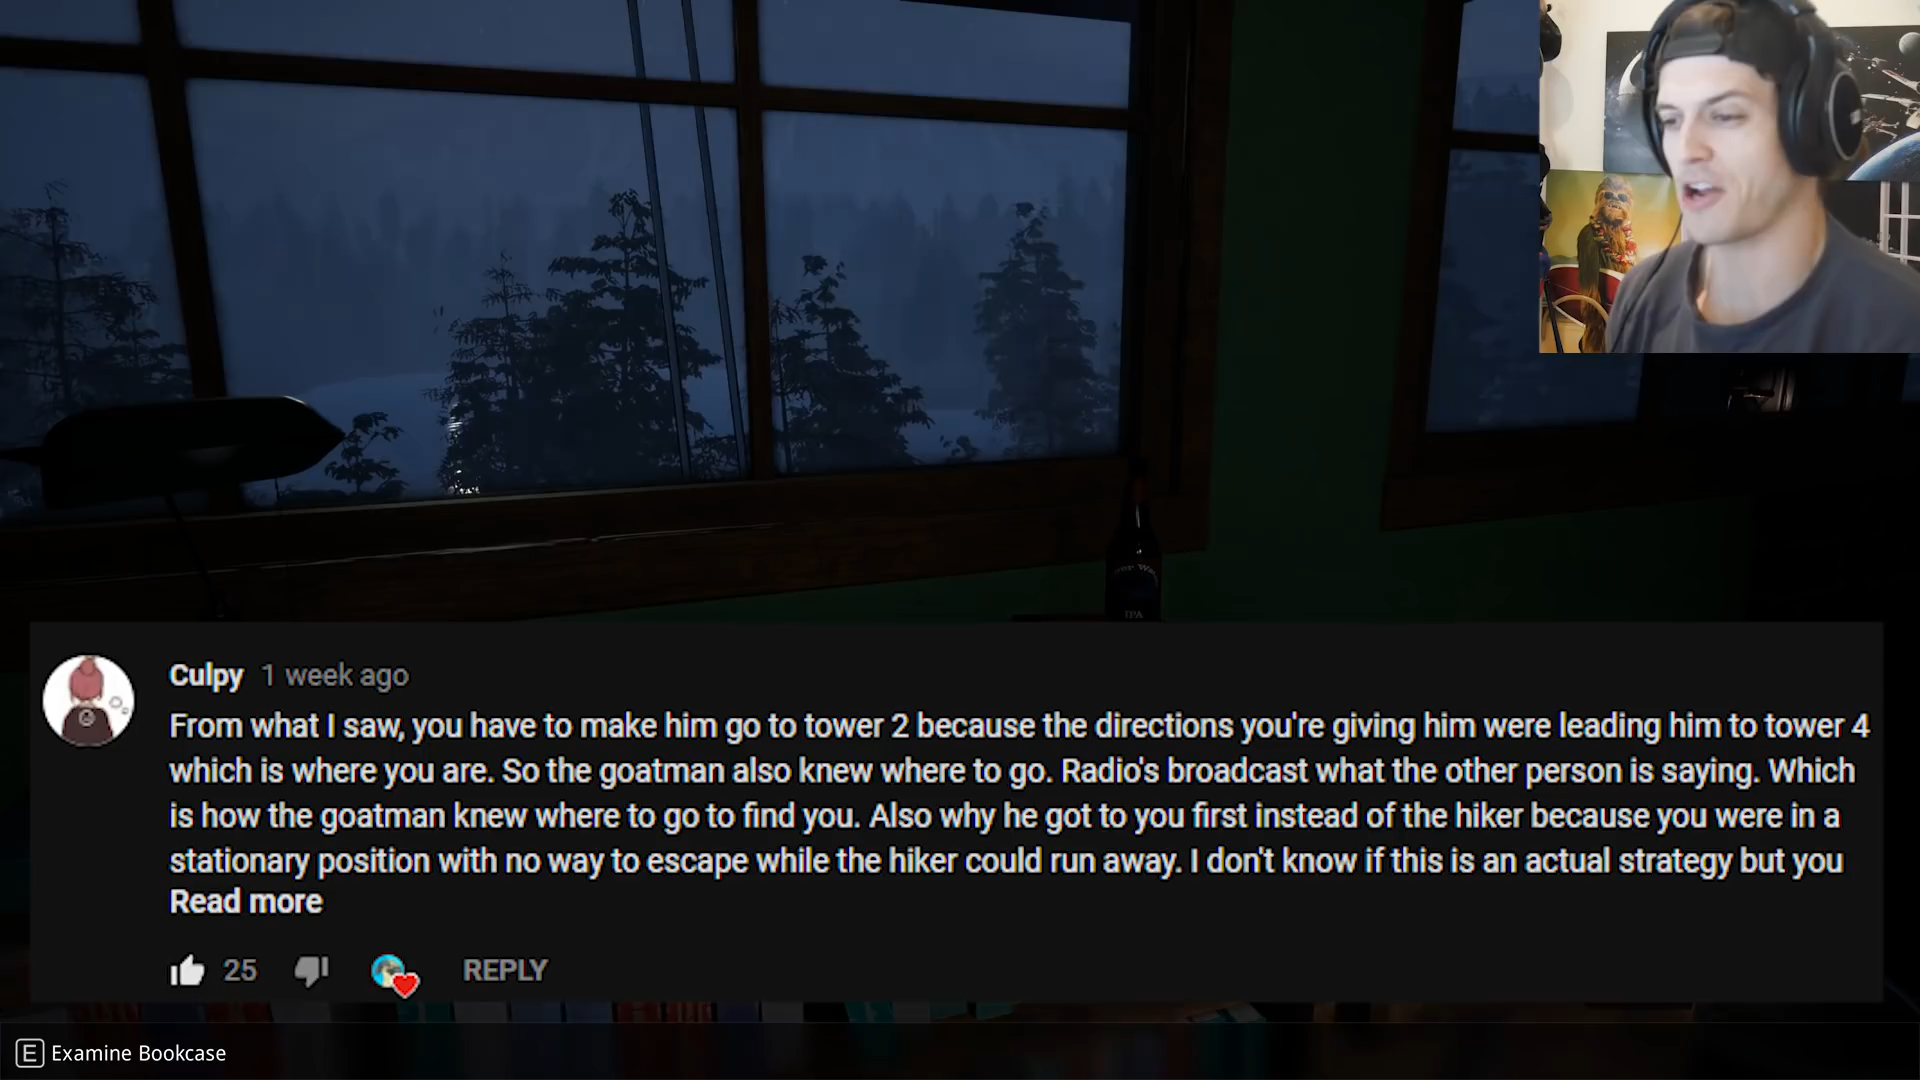 IPA
Culpy 1 week ago
From what I saw, you have to make him go to tower 2 because the directions you're giving him were leading him to tower 4
which is where you are. So the goatman also knew where to go. Radio's broadcast what the other person is saying. Which
is how the goatman knew where to go to find you. Also why he got to you first instead of the hiker because you were in a
stationary position with no way to escape while the hiker could run away. I don't know if this is an actual strategy but you
Read more
25 REPLY
E Examine Bookcase